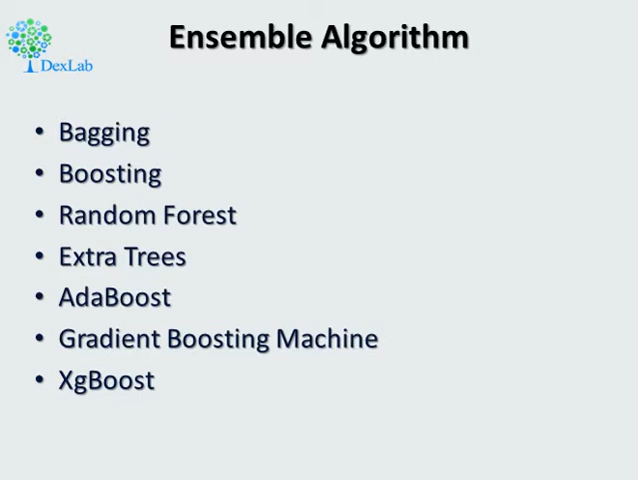 Ensemble Algorithm
DexLab
• Bagging
• Boosting
• Random Forest
• Extra Trees
• AdaBoost
• Gradient Boosting Machine
• XgBoost